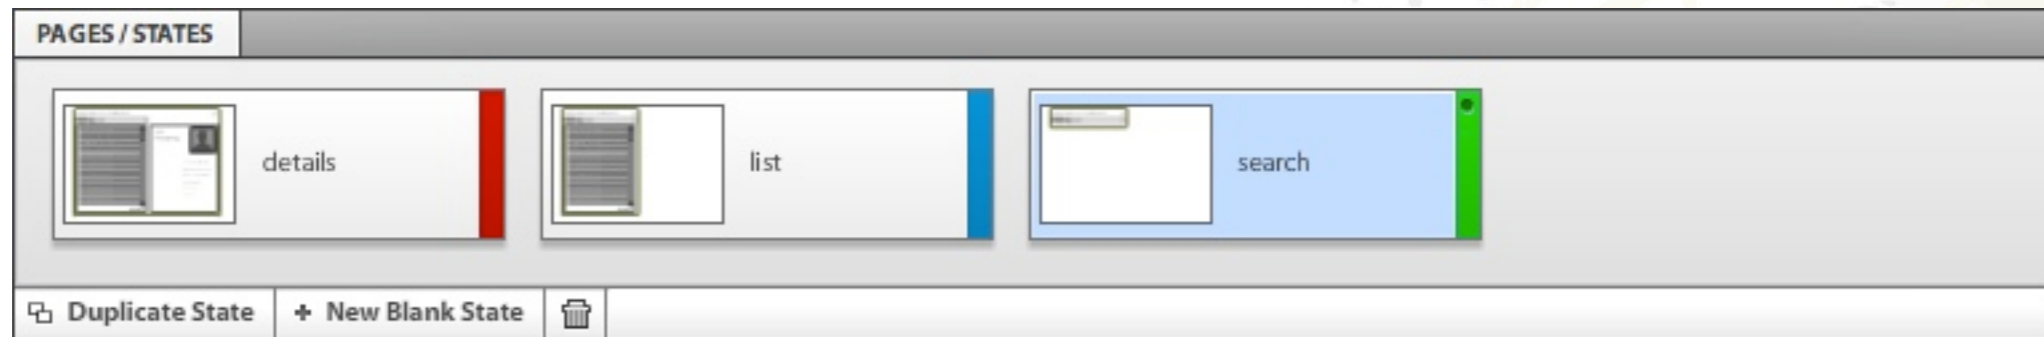 PAGES / STATES
details
list
search
Duplicate State
+ New Blank State